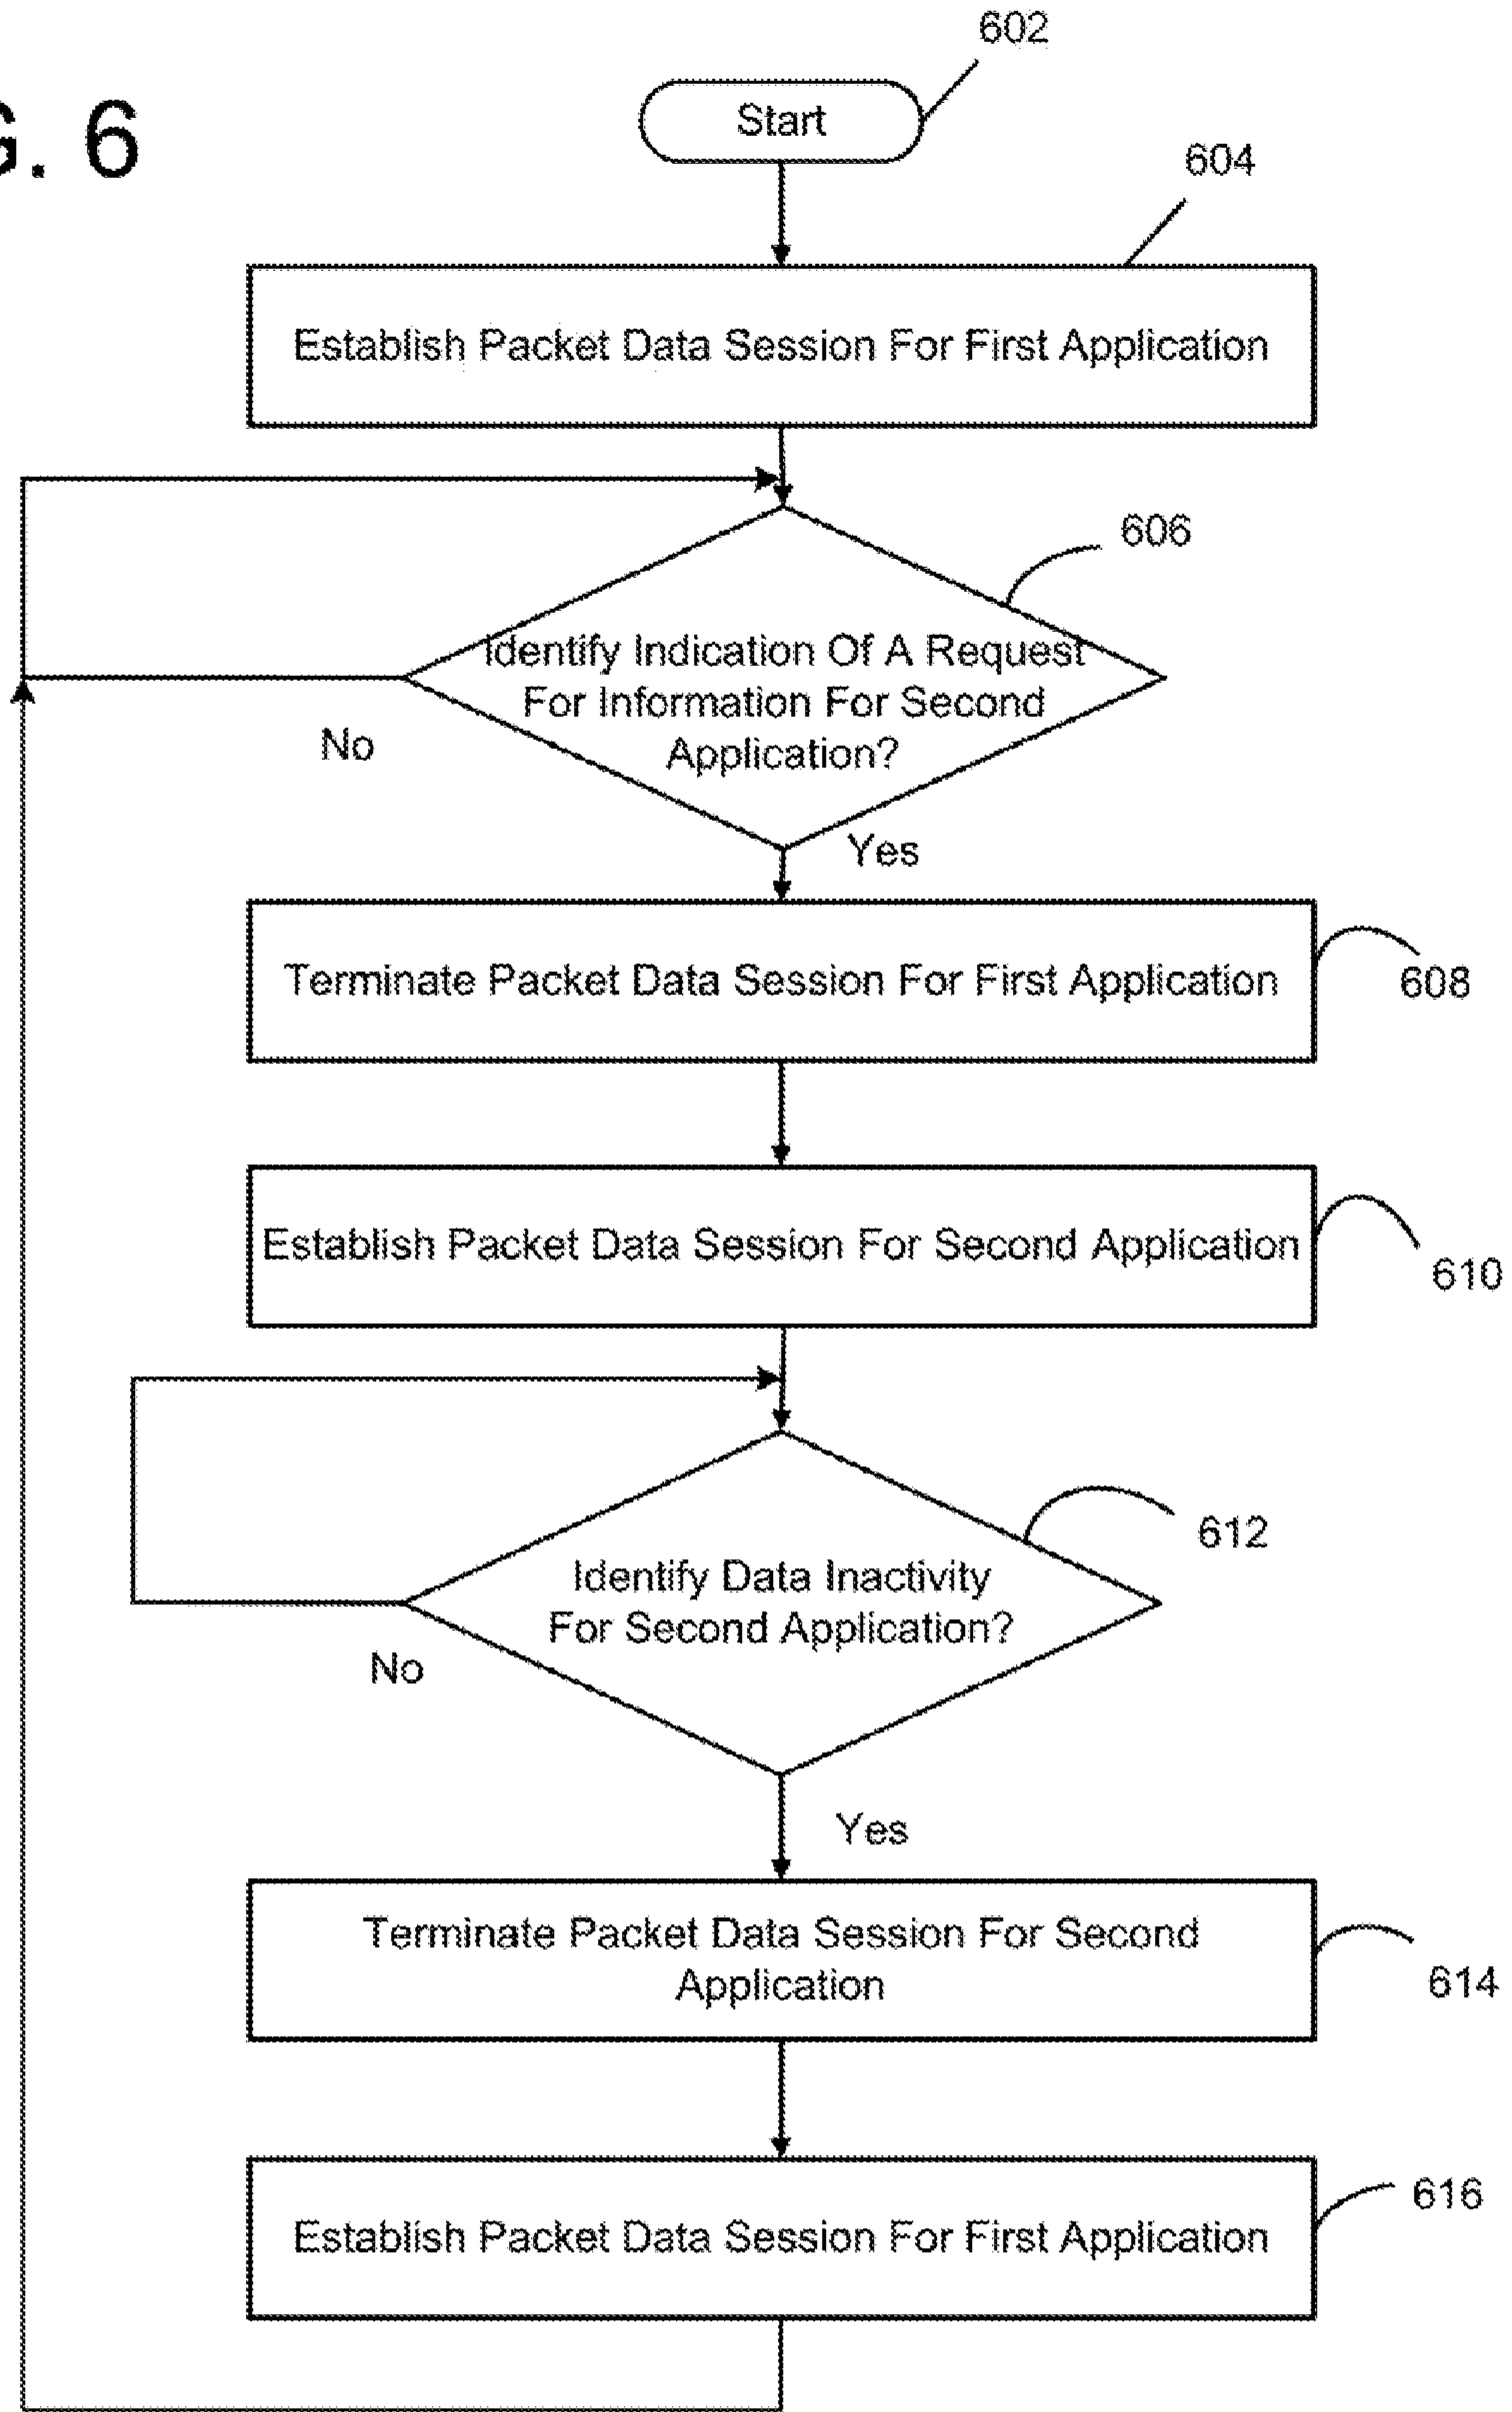 602
G. 6
Start
604
Establish Packet Data Session For First Application
606
Identify Indication Of A Request
For Information For Second
Application?
No
Yes
Terminate Packet Data Session For First Application
608
Establish Packet Data Session For Second Application
610
612
Identify Data Inactivity
For Second Application?
No
Yes
Terminate Packet Data Session For Second
Application
614
616
Establish Packet Data Session For First Application